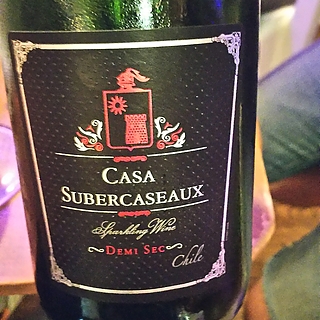 CASA
SUBERCASEAUX
Sparkling Wine
DEMI SEC
Chile